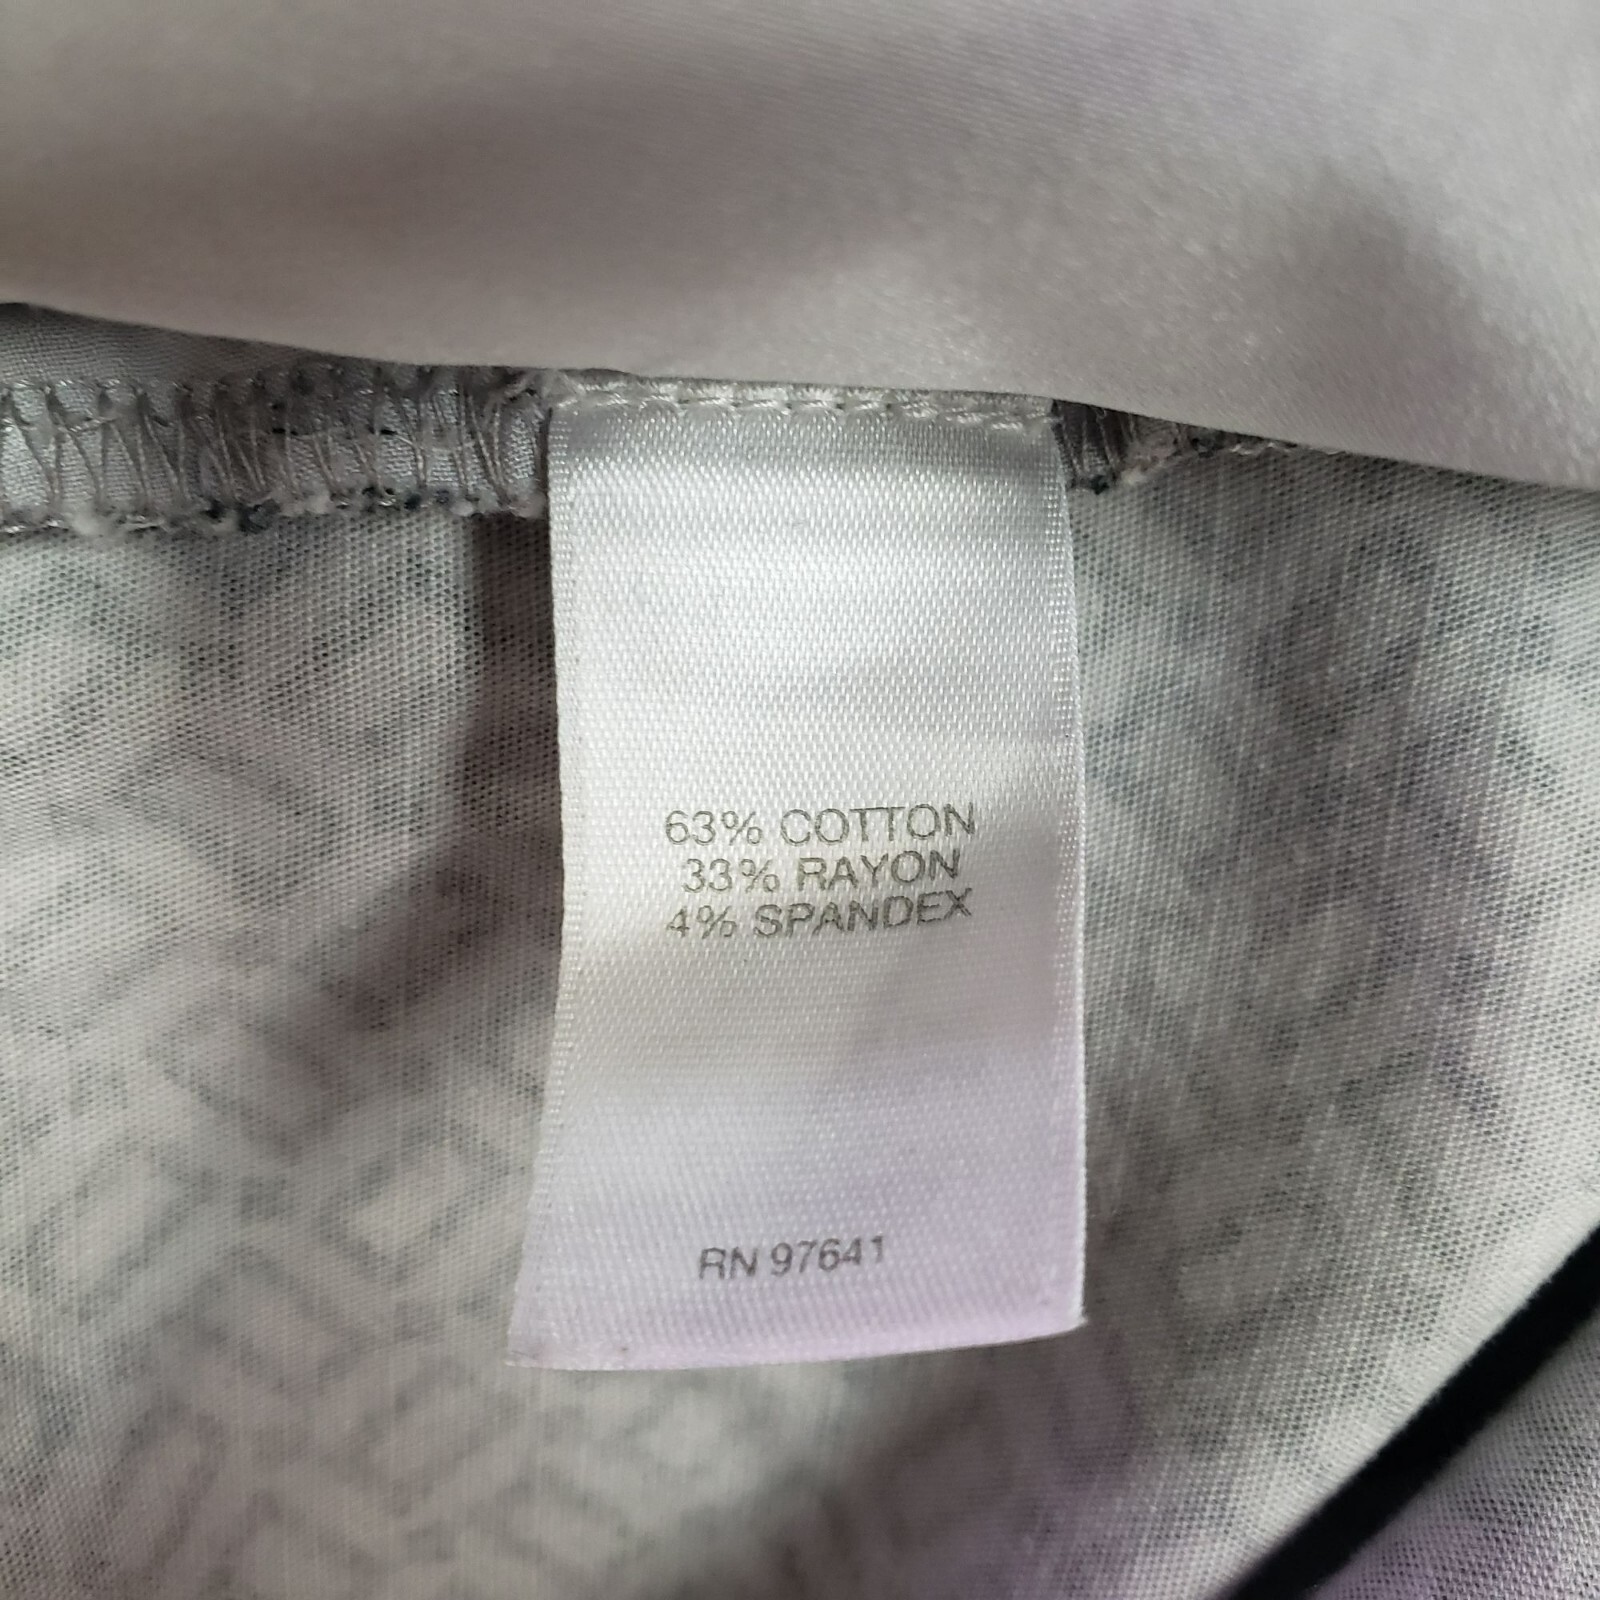 63% COTTON
33% RAYON
4% SPANDEX
RN 97641